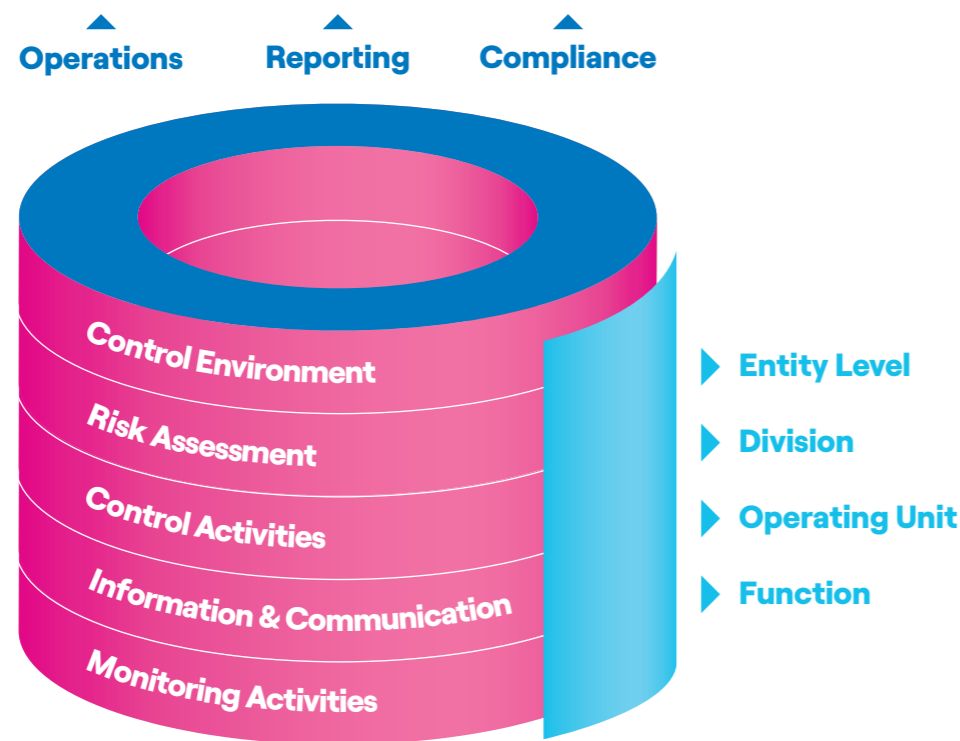 Operations
Reporting
Compliance
Control Environment
Risk Assessment
Control Activities
Information & Communication
Monitoring Activities
Entity Level
Division
Operating Unit
Function